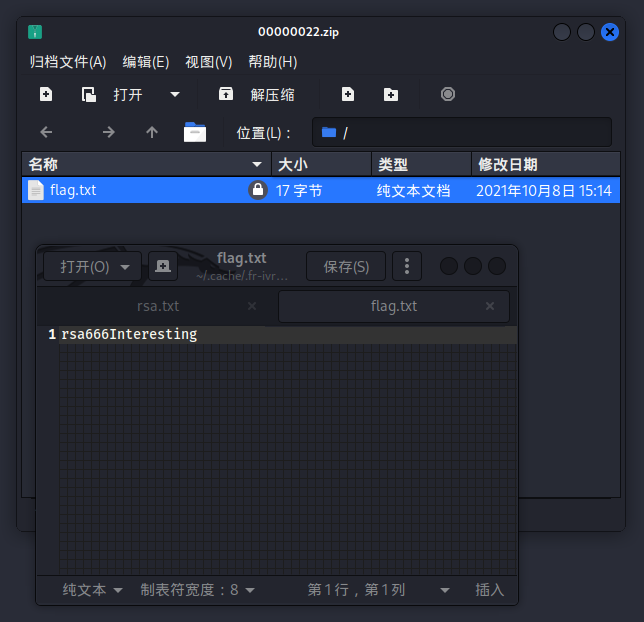 00000022.zip
归档文件(A) 编辑(E) 视图(V) 帮助(H)
打开 解压缩
位置(L)： /
名称 大小 类型 修改日期
flag.txt 17 字节 纯文本文档 2021年10月8日 15:14
打开(O) flag.txt 保存(S)
~/.cache/.fr-ivr...
rsa.txt × flag.txt ×
1 rsa666Interesting
纯文本 制表符宽度：8 第 1 行，第 1 列 插入